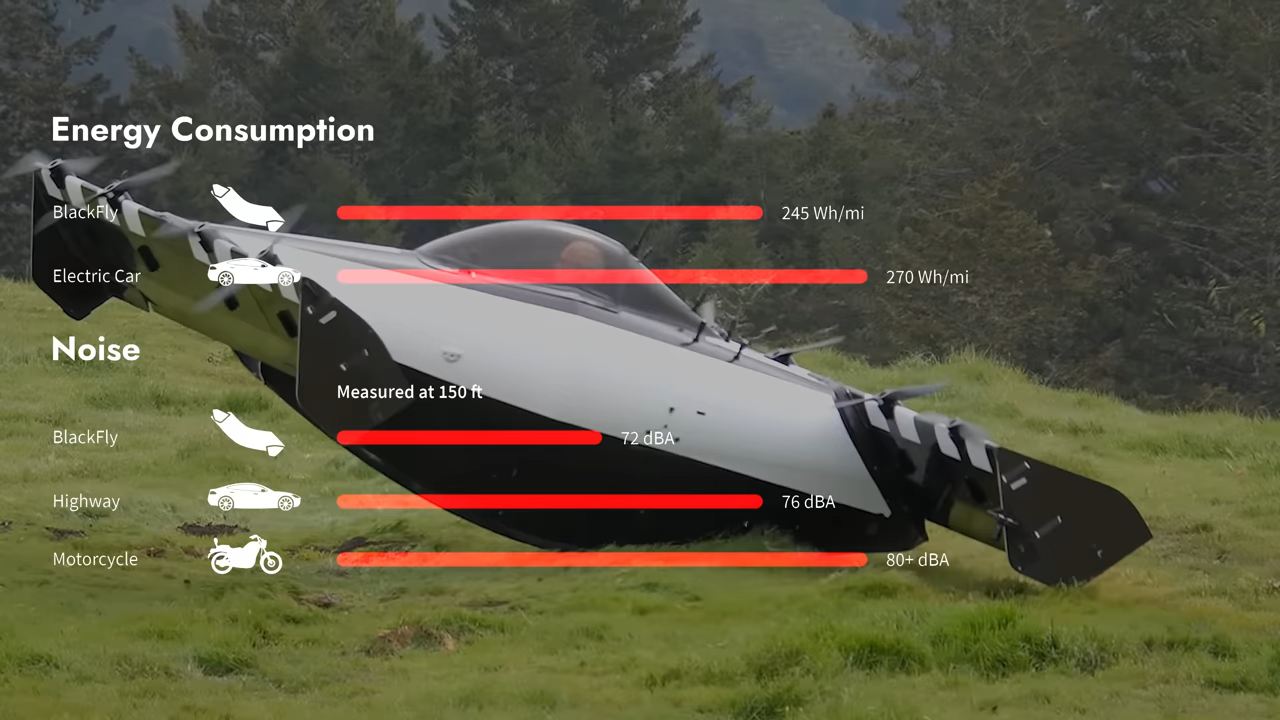 Energy Consumption
BlackFly 245 Wh/mi
Electric Car 270 Wh/mi
Noise
Measured at 150 ft
BlackFly 72 dBA
Highway 76 dBA
Motorcycle 80+ dBA